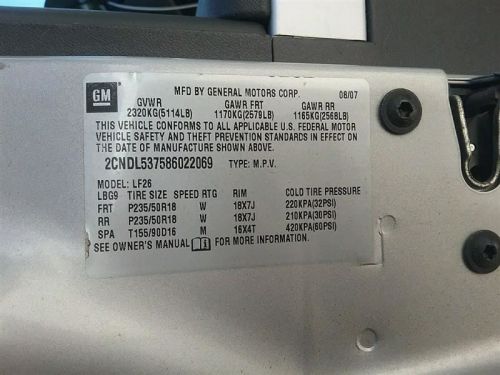 GM
MFD BY GENERAL MOTORS CORP. 08/07
GVWR GAWR FRT GAWR RR
2320KG(5114LB) 1170KG(2579LB) 1165KG(2568LB)
THIS VEHICLE CONFORMS TO ALL APPLICABLE U.S. FEDERAL MOTOR
VEHICLE SAFETY AND THEFT PREVENTION STANDARDS IN EFFECT ON
THE DATE OF MANUFACTURE SHOWN ABOVE.
2CNDL537586022069 TYPE: M.P.V.
MODEL: LF26
LBG9 TIRE SIZE SPEED RTG RIM COLD TIRE PRESSURE
FRT P235/50R18 W 18X7J 220KPA(32PSI)
RR P235/50R18 W 18X7J 210KPA(30PSI)
SPA T155/90D16 M 16X4T 420KPA(60PSI)
SEE OWNER'S MANUAL FOR MORE INFORMATION.